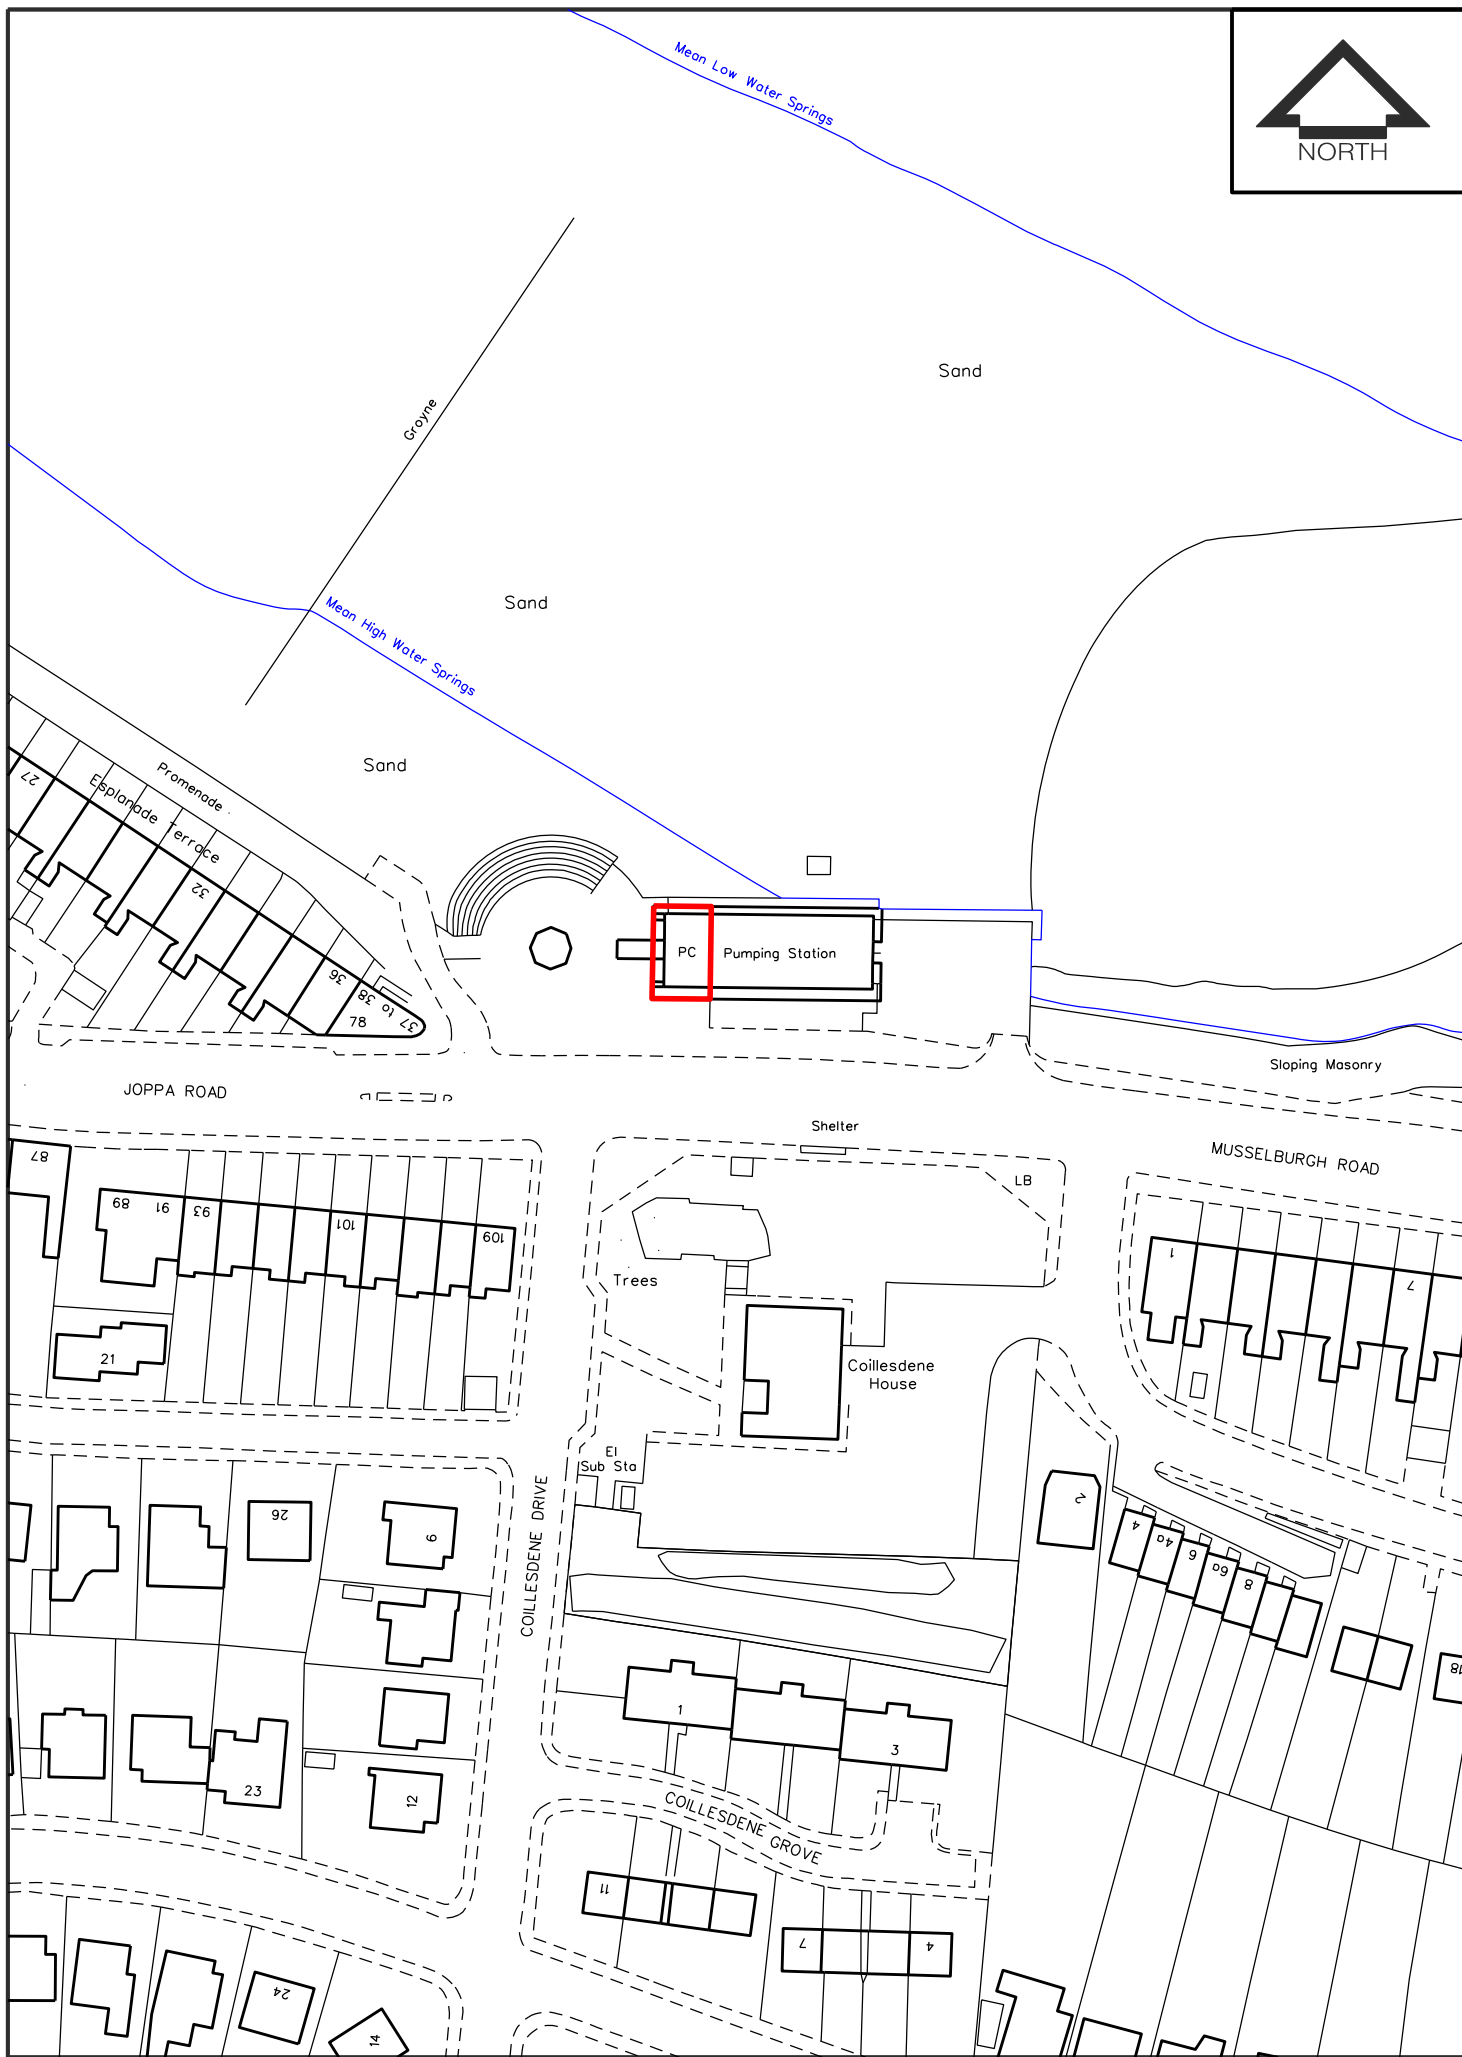 Mean Low Water Springs
NORTH
Sand
Groyne
Sand
Mean High Water Springs
Sand
Promenade
Esplanade Terrace
27
32
36
37 to 38
78
PC
Pumping Station
Sloping Masonry
JOPPA ROAD
Shelter
MUSSELBURGH ROAD
LB
87
89
91
93
101
109
1
7
Trees
21
Coillesdene
House
El
Sub Sta
COILLESDENE DRIVE
26
9
2
4
4a
6
6a
8
18
1
3
23
12
COILLESDENE GROVE
11
7
4
24
14